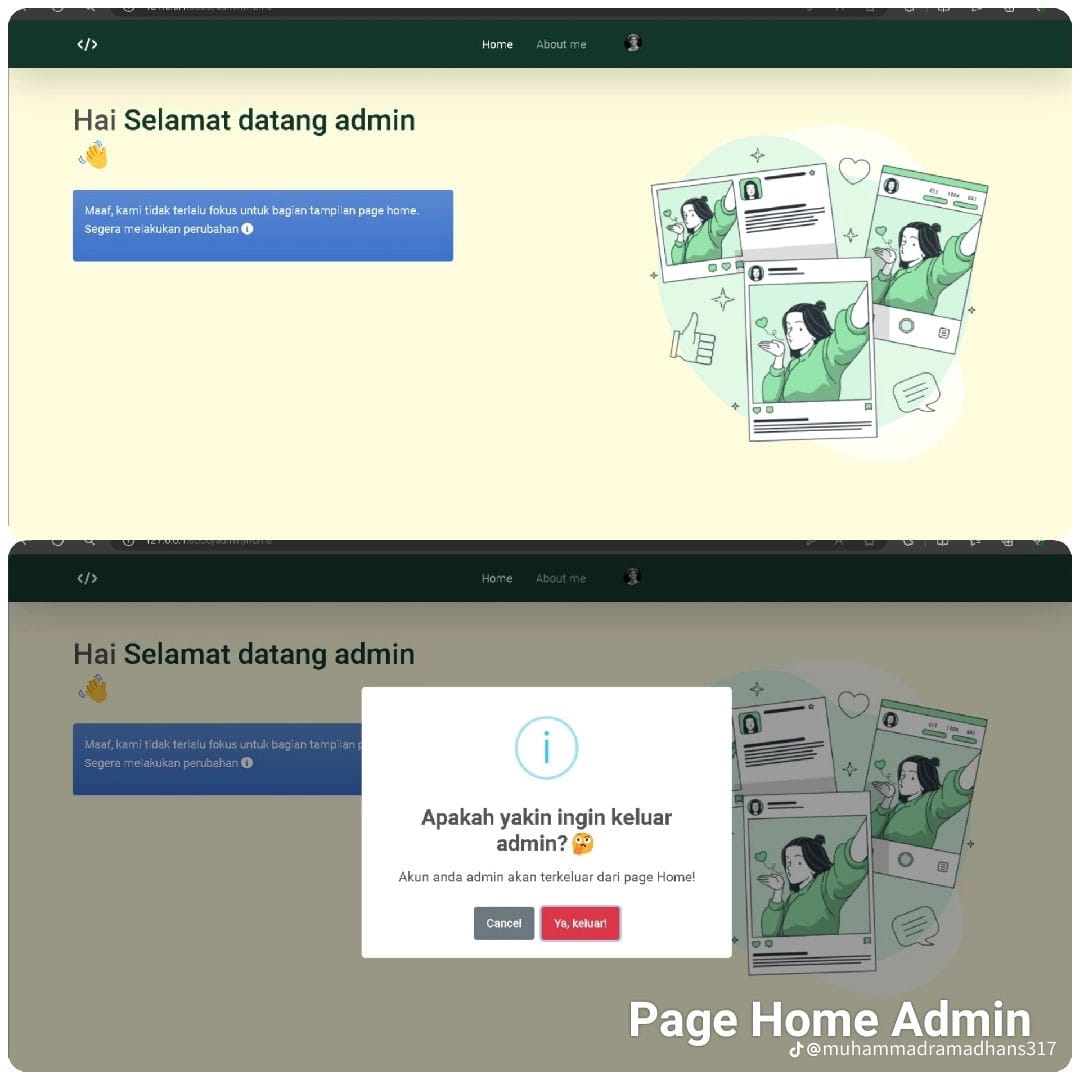 </>
Home
About me
Hai Selamat datang admin
👋
Maaf, kami tidak terlalu fokus untuk bagian tampilan page home.
Segera melakukan perubahan
</>
Home
About me
Hai Selamat datang admin
👋
Maaf, kami tidak terlalu fokus untuk bagian tampilan p
Segera melakukan perubahan
Apakah yakin ingin keluar
admin? 🤔
Akun anda admin akan terkeluar dari page Home!
Cancel
Ya, keluar!
Page Home Admin
@muhammadramadhans317